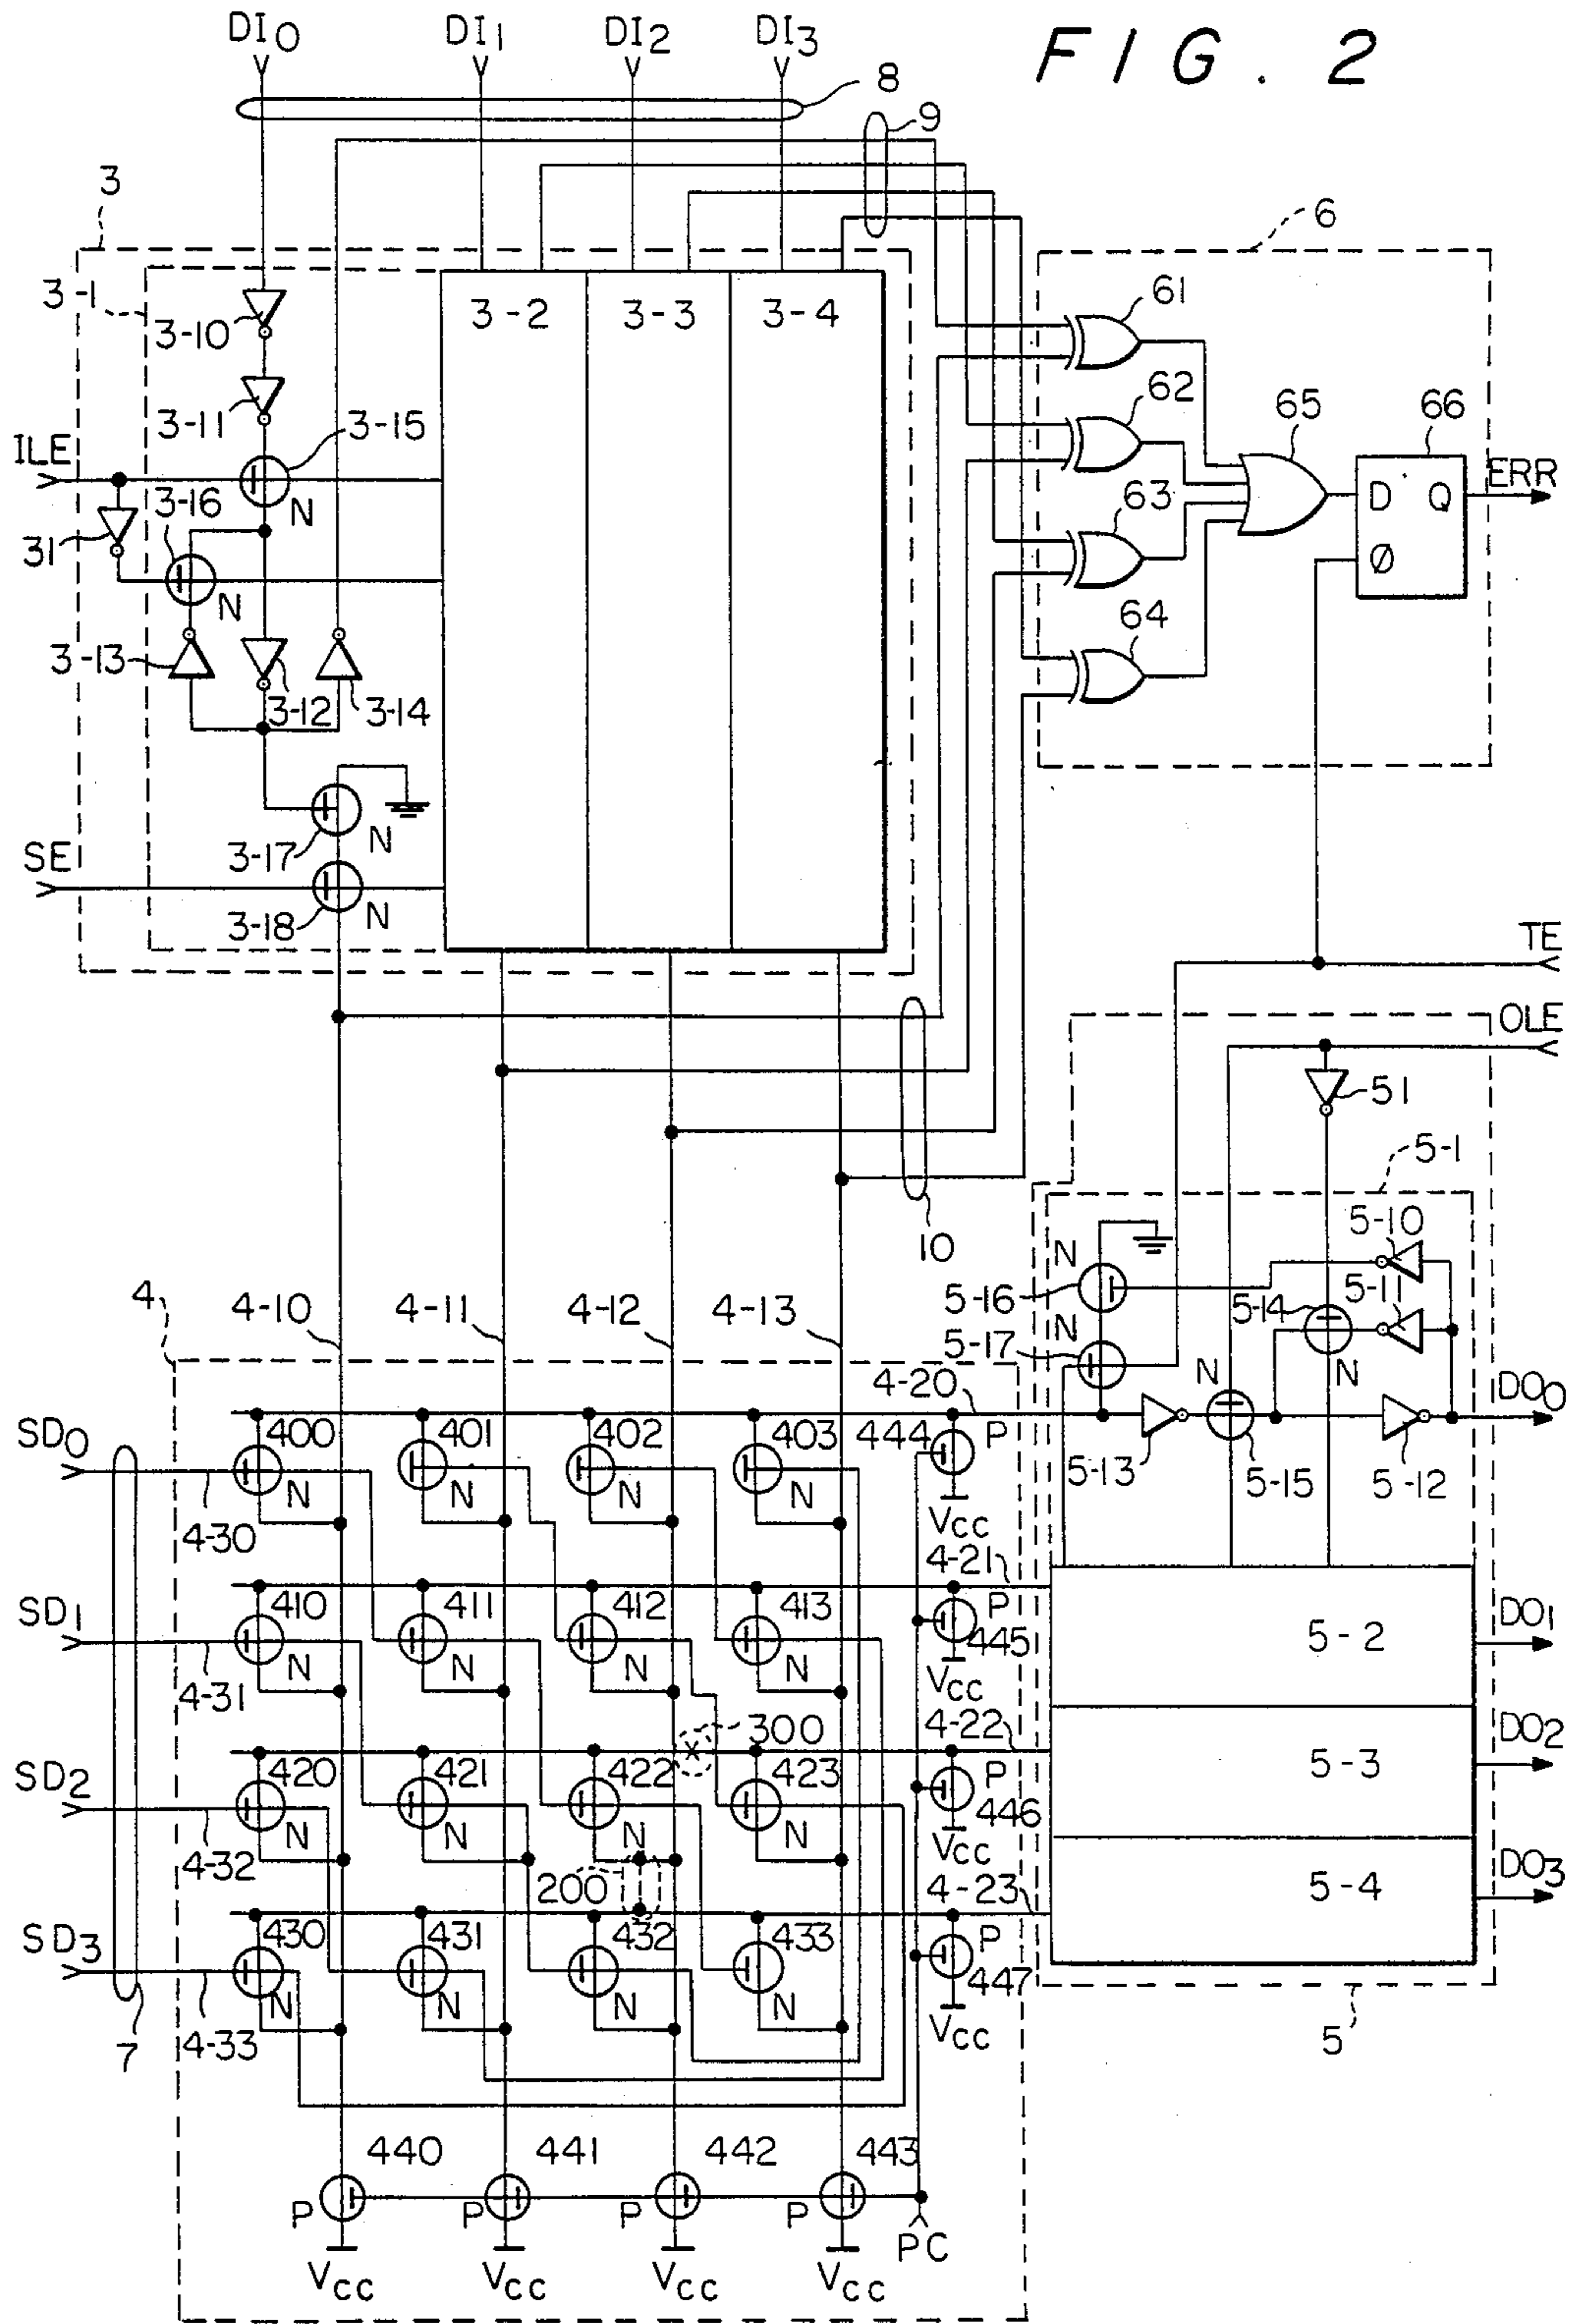 FIG. 2
DI0 DI1 DI2 DI3
8
9
3
6
3-1
3-10
3-2 3-3 3-4
61
3-11
3-15
62
65 66
ILE
ERR
3-16
N
D Q
63
31
Ø
N
64
3-13
3-12 3-14
3-17
N
SE
3-18
N
TE
OLE
51
5-1
10
5-10
N
5-11
4
4-10 4-11 4-12 4-13
5-16
5-14
N
5-17
N
N
4-20
DO0
SD0
400 401 402 403 444 P
5-13 5-15 5-12
N N N N
VCC
4-30
4-21
SD1
410 411 412 413 P
445
DO1
5-2
N N N N
VCC
4-31
300
4-22
DO2
SD2
420 421 422 423 P
5-3
446
N N N N
VCC
4-32
200
4-23
DO3
5-4
SD3
430 431 432 433 P
447
N N N N
VCC
4-33
7
5
440 441 442 443
P P P P
PC
VCC VCC VCC VCC